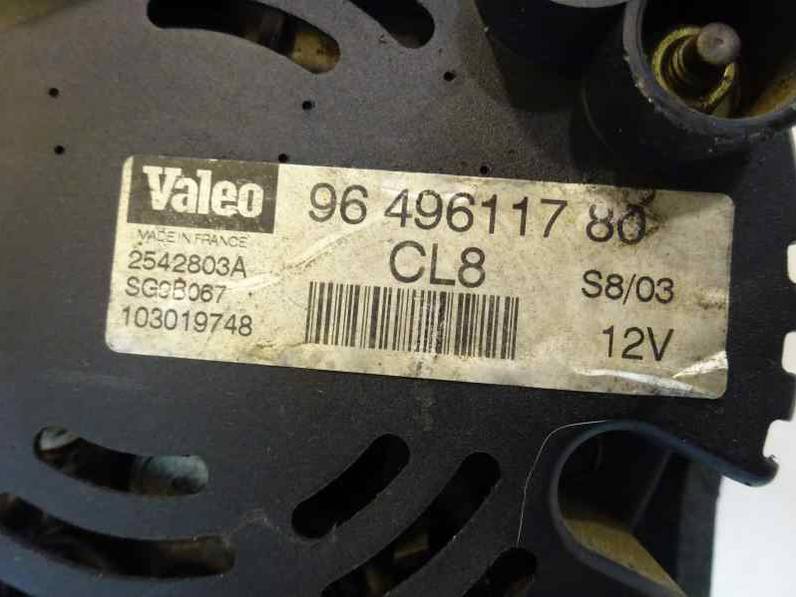 Valeo
MADE IN FRANCE
96 496117 80
CL8
2542803A
SG9B067
103019748
S8/03
12V